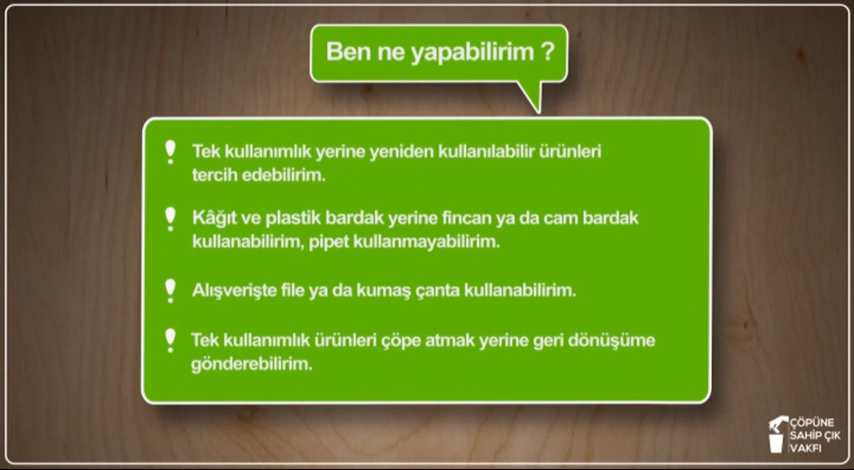 Ben ne yapabilirim ?
Tek kullanımlık yerine yeniden kullanılabilir ürünleri
tercih edebilirim.
Kâğıt ve plastik bardak yerine fincan ya da cam bardak
kullanabilirim, pipet kullanmayabilirim.
Alışverişte file ya da kumaş çanta kullanabilirim.
Tek kullanımlık ürünleri çöpe atmak yerine geri dönüşüme
gönderebilirim.
ÇÖPÜNE
SAHİP ÇIK
VAKFI